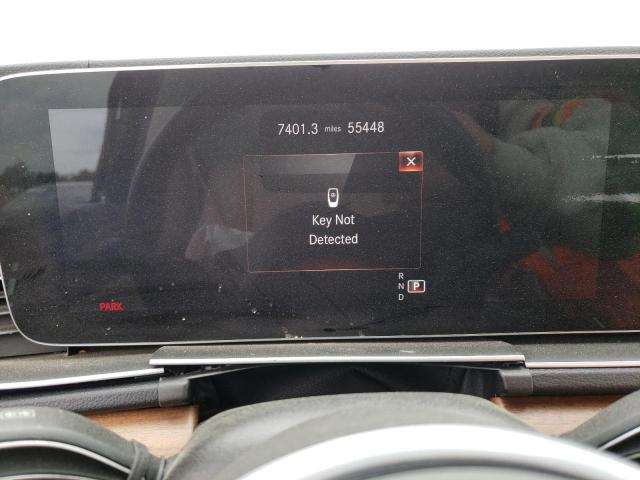 7401.3 miles 55448
Key Not
Detected
R
N P
D
PARK